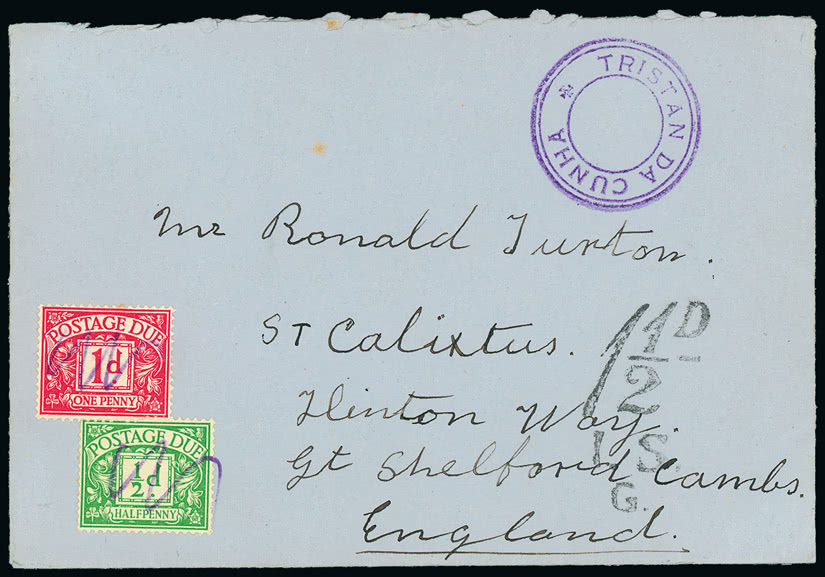 TRISTAN DA CUNHA
Mr Ronald Turton.
ST Calixtus.
Hinton Way.
Gt Shelford Cambs.
England.
POSTAGE DUE
1d
ONE PENNY
POSTAGE DUE
½d
HALFPENNY
1½D
I.S.
G.